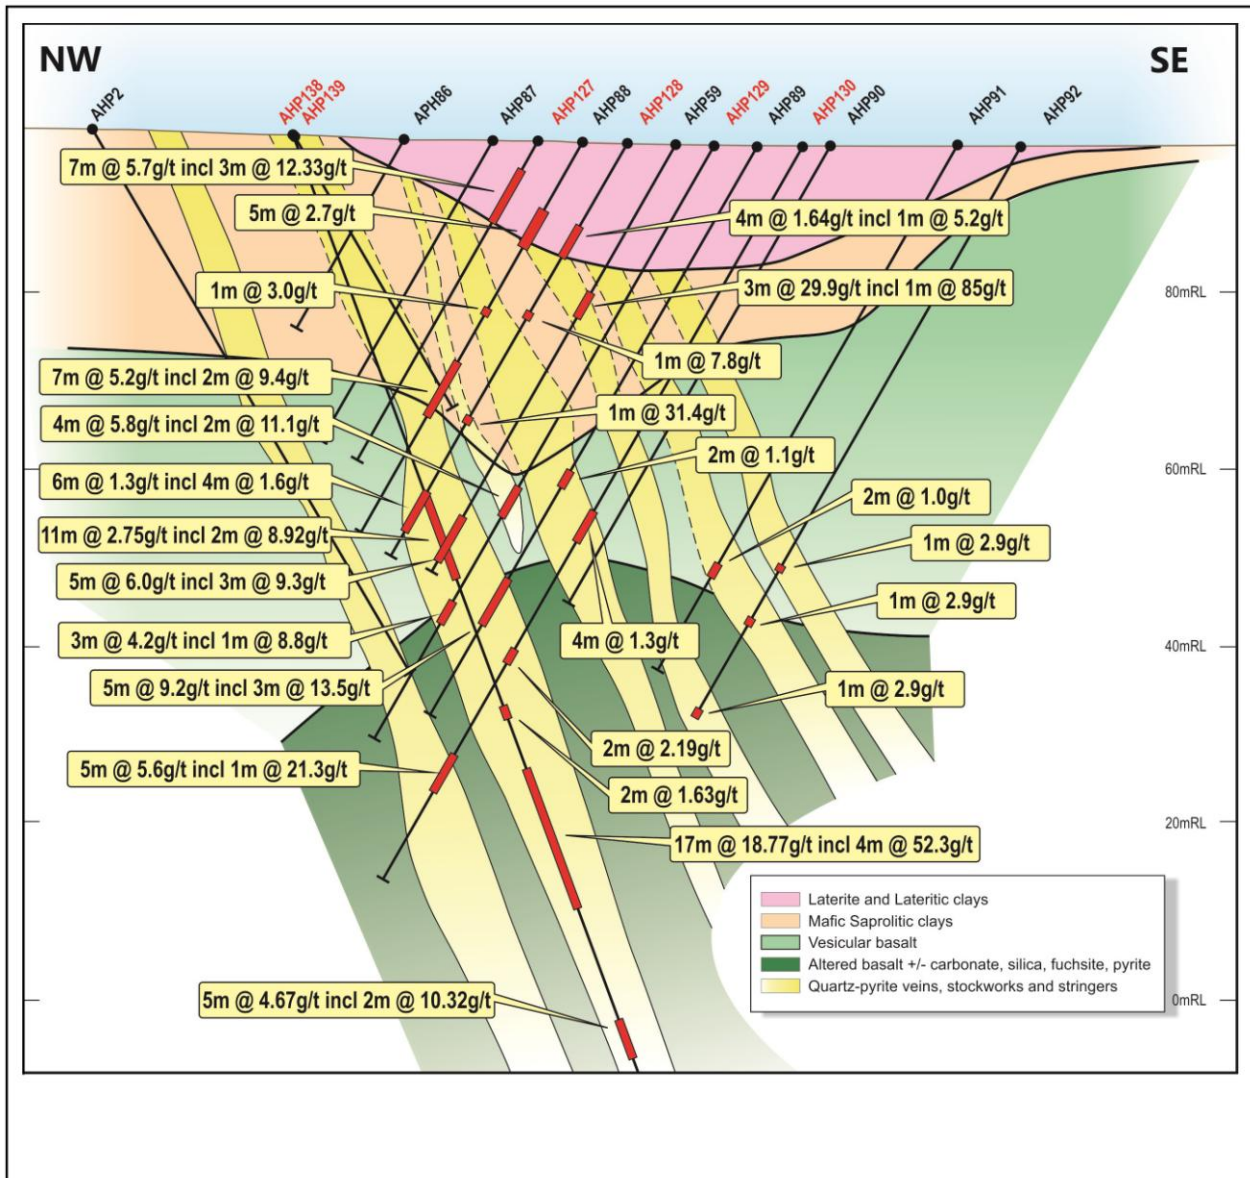 NW
SE
AHP2
AHP138
AHP139
APH86
AHP87
AHP127
AHP88
AHP128
AHP59
AHP129
AHP89
AHP130
AHP90
AHP91
AHP92
7m @ 5.7g/t incl 3m @ 12.33g/t
5m @ 2.7g/t
4m @ 1.64g/t incl 1m @ 5.2g/t
1m @ 3.0g/t
3m @ 29.9g/t incl 1m @ 85g/t
80mRL
1m @ 7.8g/t
7m @ 5.2g/t incl 2m @ 9.4g/t
4m @ 5.8g/t incl 2m @ 11.1g/t
1m @ 31.4g/t
2m @ 1.1g/t
60mRL
6m @ 1.3g/t incl 4m @ 1.6g/t
2m @ 1.0g/t
11m @ 2.75g/t incl 2m @ 8.92g/t
1m @ 2.9g/t
5m @ 6.0g/t incl 3m @ 9.3g/t
1m @ 2.9g/t
3m @ 4.2g/t incl 1m @ 8.8g/t
4m @ 1.3g/t
40mRL
5m @ 9.2g/t incl 3m @ 13.5g/t
1m @ 2.9g/t
2m @ 2.19g/t
5m @ 5.6g/t incl 1m @ 21.3g/t
2m @ 1.63g/t
20mRL
17m @ 18.77g/t incl 4m @ 52.3g/t
Laterite and Lateritic clays
Mafic Saprolitic clays
Vesicular basalt
Altered basalt +/- carbonate, silica, fuchsite, pyrite
Quartz-pyrite veins, stockworks and stringers
5m @ 4.67g/t incl 2m @ 10.32g/t
0mRL